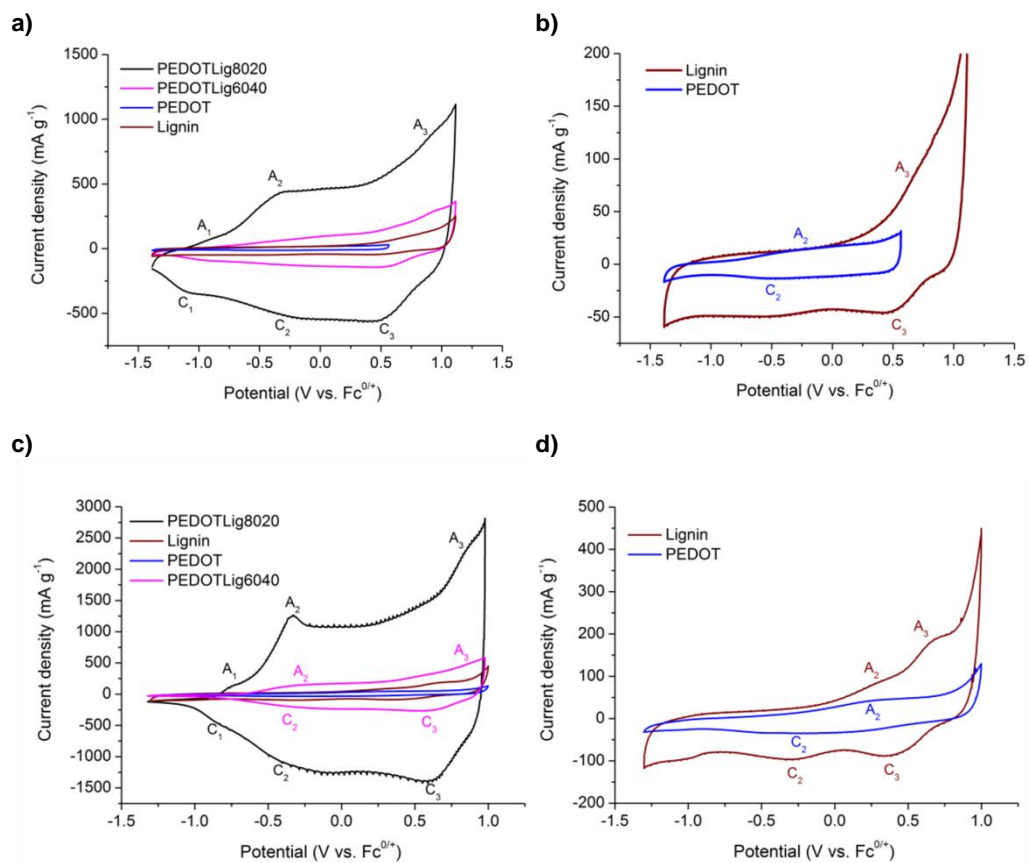 a)
1500
1000
500
0
-500
Current density (mA g⁻¹)
PEDOTLig8020
PEDOTLig6040
PEDOT
Lignin
A₁
A₂
A₃
C₁
C₂
C₃
-1.5 -1.0 -0.5 0.0 0.5 1.0 1.5
Potential (V vs. Fc⁰/⁺)
b)
200
150
100
50
0
-50
Current density (mA g⁻¹)
Lignin
PEDOT
A₃
A₂
C₂
C₃
-1.5 -1.0 -0.5 0.0 0.5 1.0 1.5
Potential (V vs. Fc⁰/⁺)
c)
3000
2500
2000
1500
1000
500
0
-500
-1000
-1500
Current density (mA g⁻¹)
PEDOTLig8020
Lignin
PEDOT
PEDOTLig6040
A₃
A₂
A₁
A₂
A₃
C₁
C₂
C₃
C₂
C₃
-1.5 -1.0 -0.5 0.0 0.5 1.0
Potential (V vs. Fc⁰/⁺)
d)
500
400
300
200
100
0
-100
-200
Current density (mA g⁻¹)
Lignin
PEDOT
A₃
A₂
A₂
C₂
C₂
C₃
-1.5 -1.0 -0.5 0.0 0.5 1.0
Potential (V vs. Fc⁰/⁺)